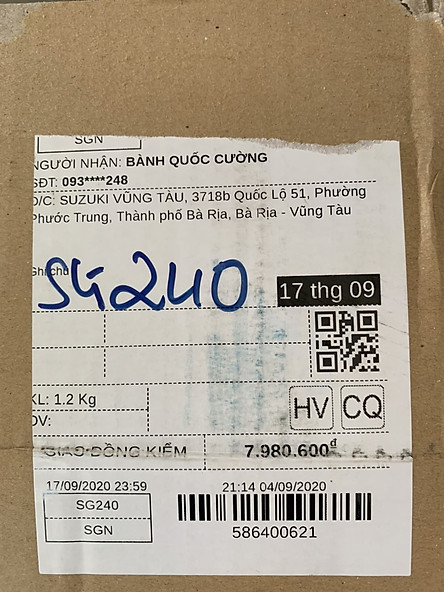 SGN
NGƯỜI NHẬN: BÀNH QUỐC CƯỜNG
SĐT: 093****248
Đ/C: SUZUKI VŨNG TÀU, 3718b Quốc Lộ 51, Phường
Phước Trung, Thành phố Bà Rịa, Bà Rịa - Vũng Tàu
Ghi chú
SG240
17 thg 09
KL: 1.2 Kg
HV CQ
DV:
GIAO ĐỒNG KIỂM 7.980.600đ
17/09/2020 23:59 21:14 04/09/2020
SG240
SGN
586400621